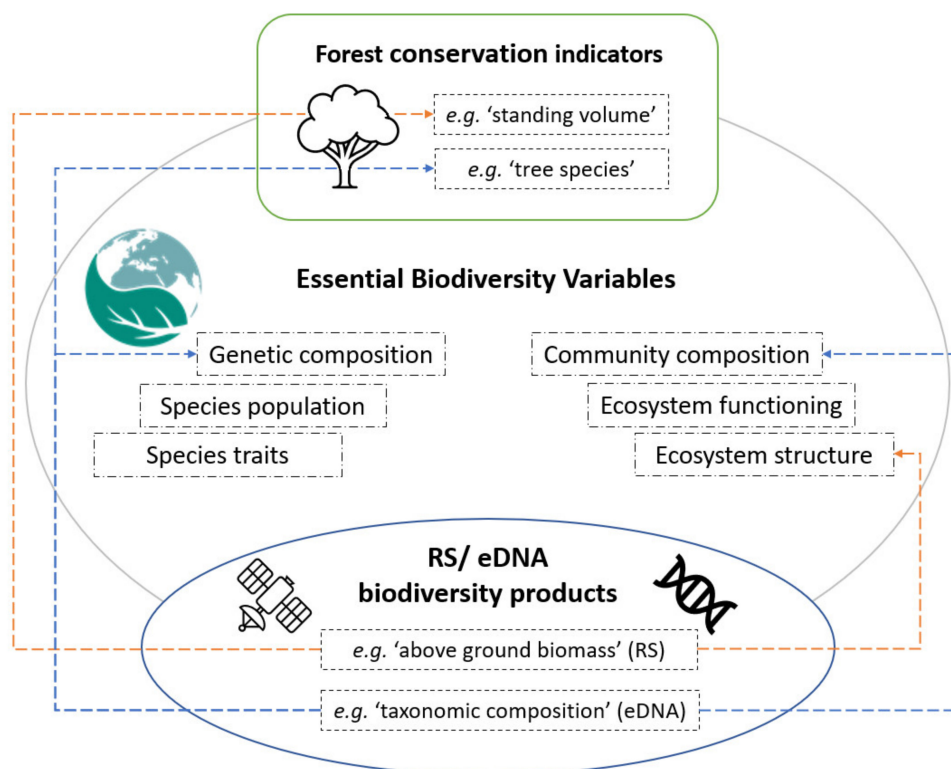 Forest conservation indicators
e.g. ‘standing volume’
e.g. ‘tree species’
Essential Biodiversity Variables
Genetic composition
Community composition
Species population
Ecosystem functioning
Species traits
Ecosystem structure
RS/ eDNA
biodiversity products
e.g. ‘above ground biomass’ (RS)
e.g. ‘taxonomic composition’ (eDNA)